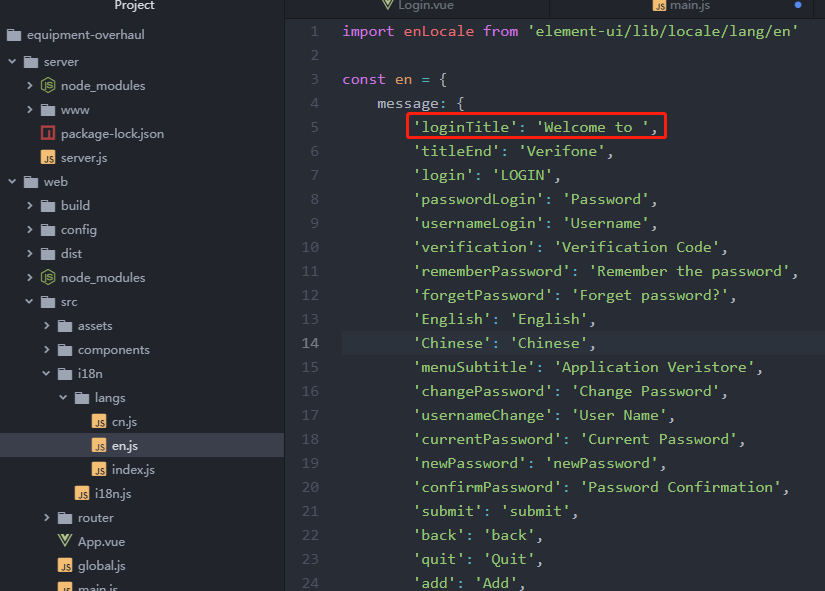 Project
equipment-overhaul
server
node_modules
www
package-lock.json
server.js
web
build
config
dist
node_modules
src
assets
components
i18n
langs
cn.js
en.js
index.js
i18n.js
router
App.vue
global.js
main.js
Login.vue
main.js
1 import enLocale from 'element-ui/lib/locale/lang/en'
2
3 const en = {
4 message: {
5 'loginTitle': 'Welcome to ',
6 'titleEnd': 'Verifone',
7 'login': 'LOGIN',
8 'passwordLogin': 'Password',
9 'usernameLogin': 'Username',
10 'verification': 'Verification Code',
11 'rememberPassword': 'Remember the password',
12 'forgetPassword': 'Forget password?',
13 'English': 'English',
14 'Chinese': 'Chinese',
15 'menuSubtitle': 'Application Veristore',
16 'changePassword': 'Change Password',
17 'usernameChange': 'User Name',
18 'currentPassword': 'Current Password',
19 'newPassword': 'newPassword',
20 'confirmPassword': 'Password Confirmation',
21 'submit': 'submit',
22 'back': 'back',
23 'quit': 'Quit',
24 'add': 'Add',